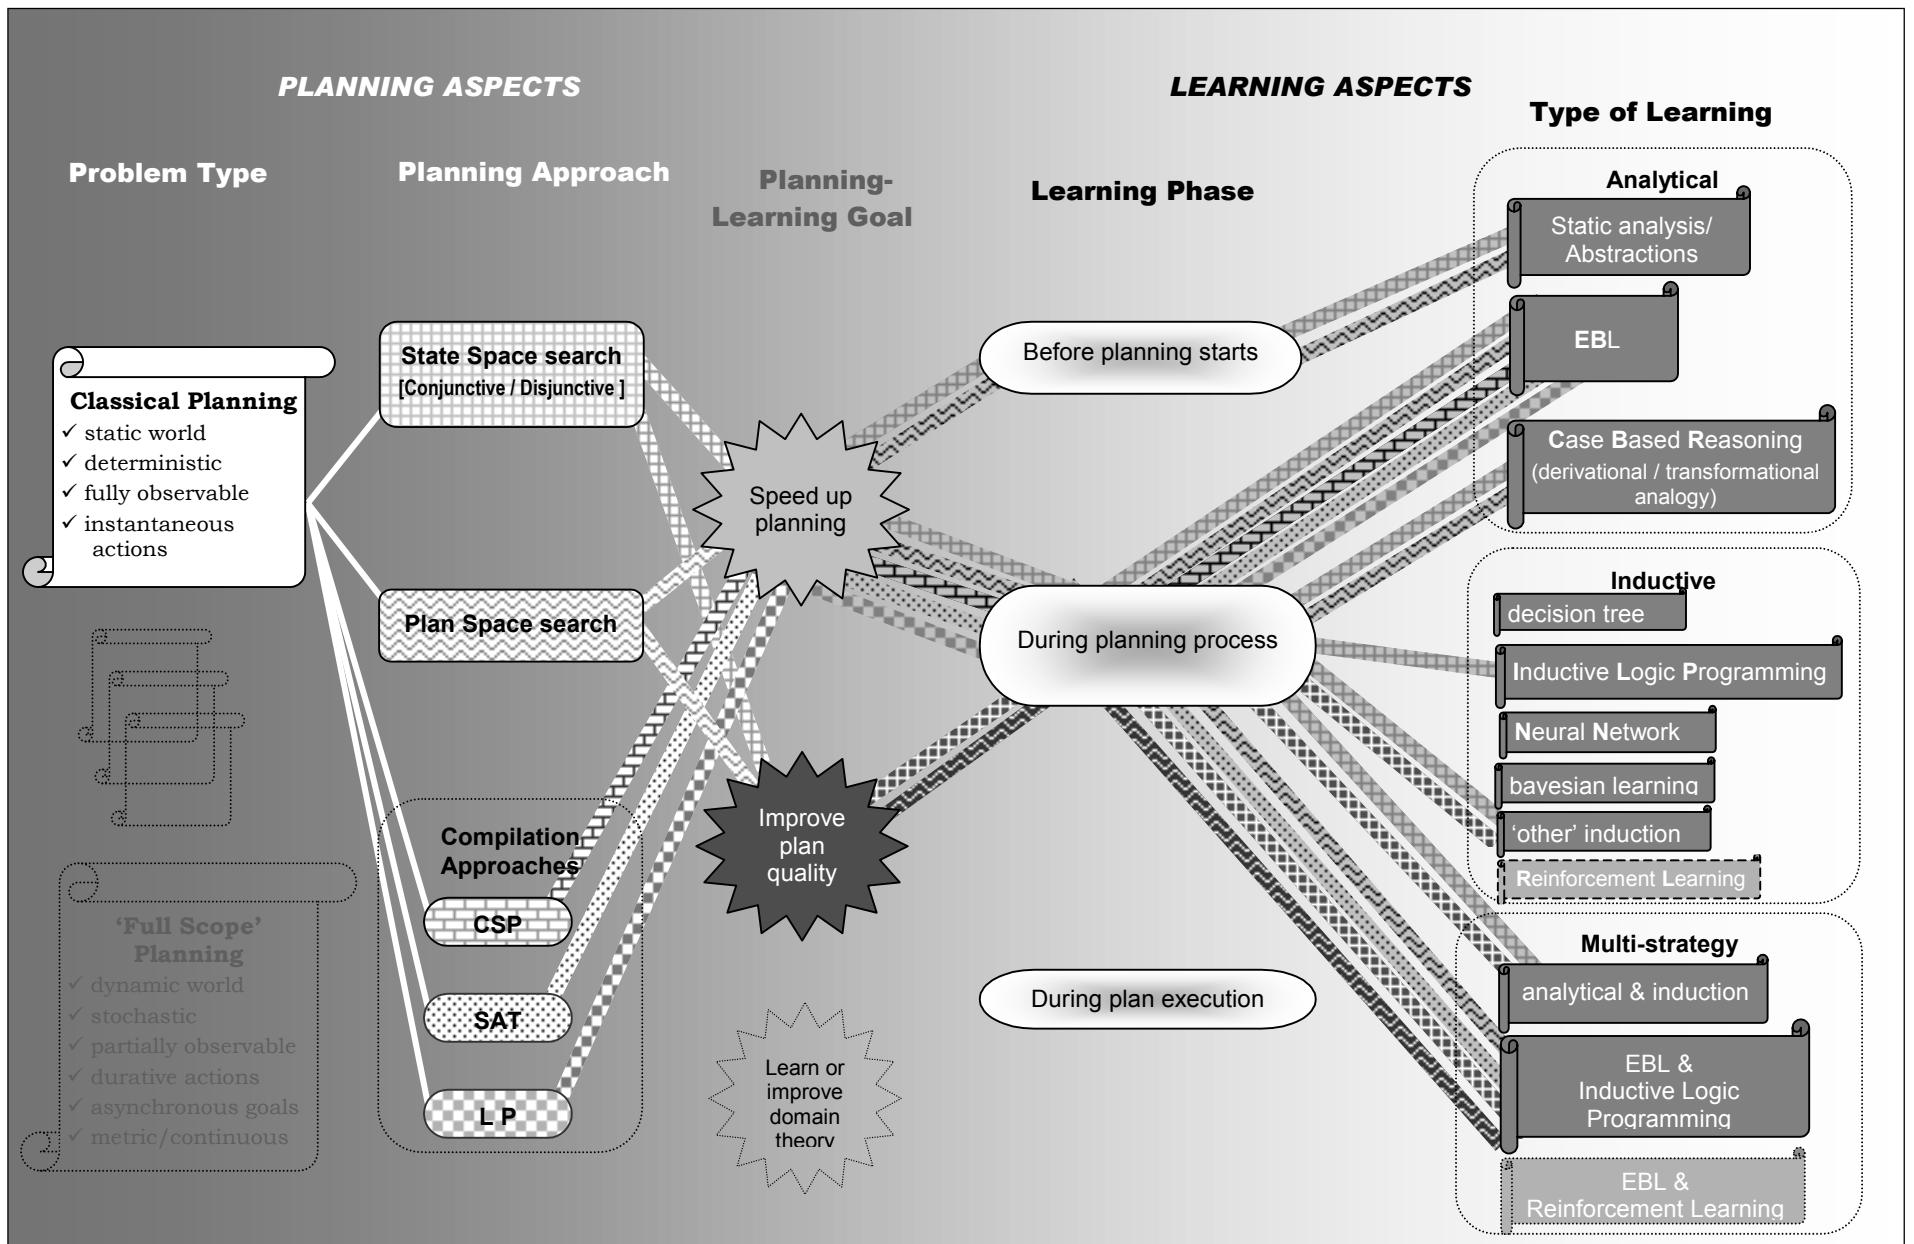 PLANNING ASPECTS
LEARNING ASPECTS
Problem Type
Planning Approach
Planning-
Learning Goal
Learning Phase
Type of Learning
Classical Planning
✓ static world
✓ deterministic
✓ fully observable
✓ instantaneous
actions
'Full Scope'
Planning
✓ dynamic world
✓ stochastic
✓ partially observable
✓ durative actions
✓ asynchronous goals
✓ metric/continuous
State Space search
[Conjunctive / Disjunctive ]
Plan Space search
Compilation
Approaches
CSP
SAT
L P
Speed up
planning
Improve
plan
quality
Learn or
improve
domain
theory
Before planning starts
During planning process
During plan execution
Analytical
Static analysis/
Abstractions
EBL
Case Based Reasoning
(derivational / transformational
analogy)
Inductive
decision tree
Inductive Logic Programming
Neural Network
bayesian learning
‘other’ induction
Reinforcement Learning
Multi-strategy
analytical & induction
EBL &
Inductive Logic
Programming
EBL &
Reinforcement Learning